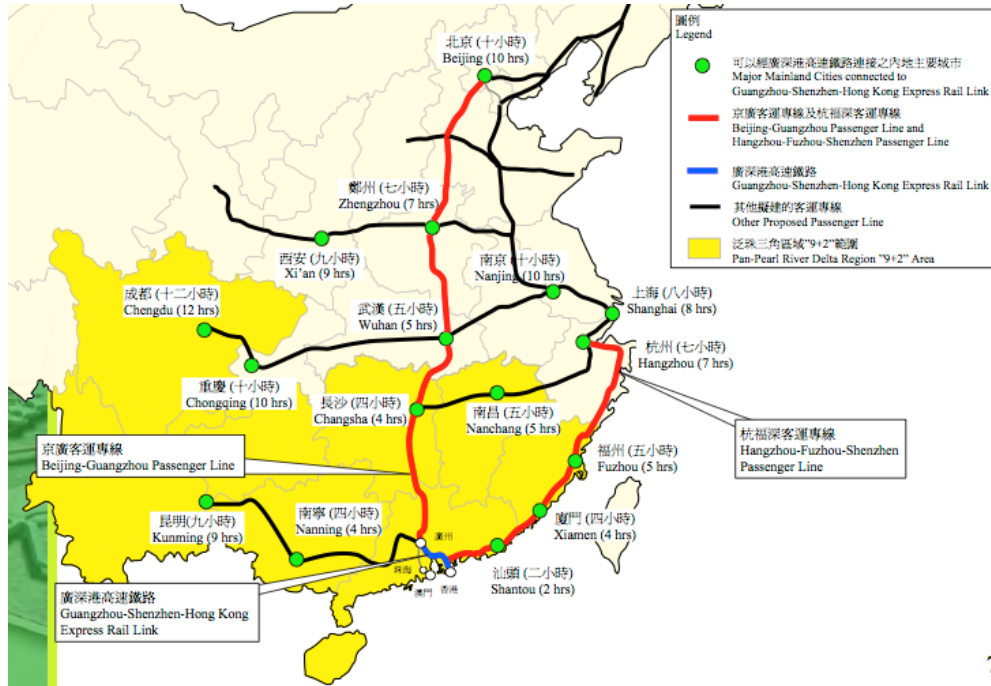 北京 (十小時)
Beijing (10 hrs)
鄭州 (七小時)
Zhengzhou (7 hrs)
西安 (九小時)
Xi'an (9 hrs)
南京 (十小時)
Nanjing (10 hrs)
成都 (十二小時)
Chengdu (12 hrs)
武漢 (五小時)
Wuhan (5 hrs)
上海 (八小時)
Shanghai (8 hrs)
杭州 (七小時)
Hangzhou (7 hrs)
重慶 (十小時)
Chongqing (10 hrs)
長沙 (四小時)
Changsha (4 hrs)
南昌 (五小時)
Nanchang (5 hrs)
京廣客運專線
Beijing-Guangzhou Passenger Line
杭福深客運專線
Hangzhou-Fuzhou-Shenzhen
Passenger Line
福州 (五小時)
Fuzhou (5 hrs)
昆明(九小時)
Kunming (9 hrs)
南寧 (四小時)
Nanning (4 hrs)
廈門 (四小時)
Xiamen (4 hrs)
廣州
珠海
澳門
香港
汕頭 (二小時)
Shantou (2 hrs)
廣深港高速鐵路
Guangzhou-Shenzhen-Hong Kong
Express Rail Link
圖例
Legend
可以經廣深港高速鐵路連接之內地主要城市
Major Mainland Cities connected to
Guangzhou-Shenzhen-Hong Kong Express Rail Link
京廣客運專線及杭福深客運專線
Beijing-Guangzhou Passenger Line and
Hangzhou-Fuzhou-Shenzhen Passenger Line
廣深港高速鐵路
Guangzhou-Shenzhen-Hong Kong Express Rail Link
其他擬建的客運專線
Other Proposed Passenger Line
泛珠三角區域"9+2"範圍
Pan-Pearl River Delta Region "9+2" Area